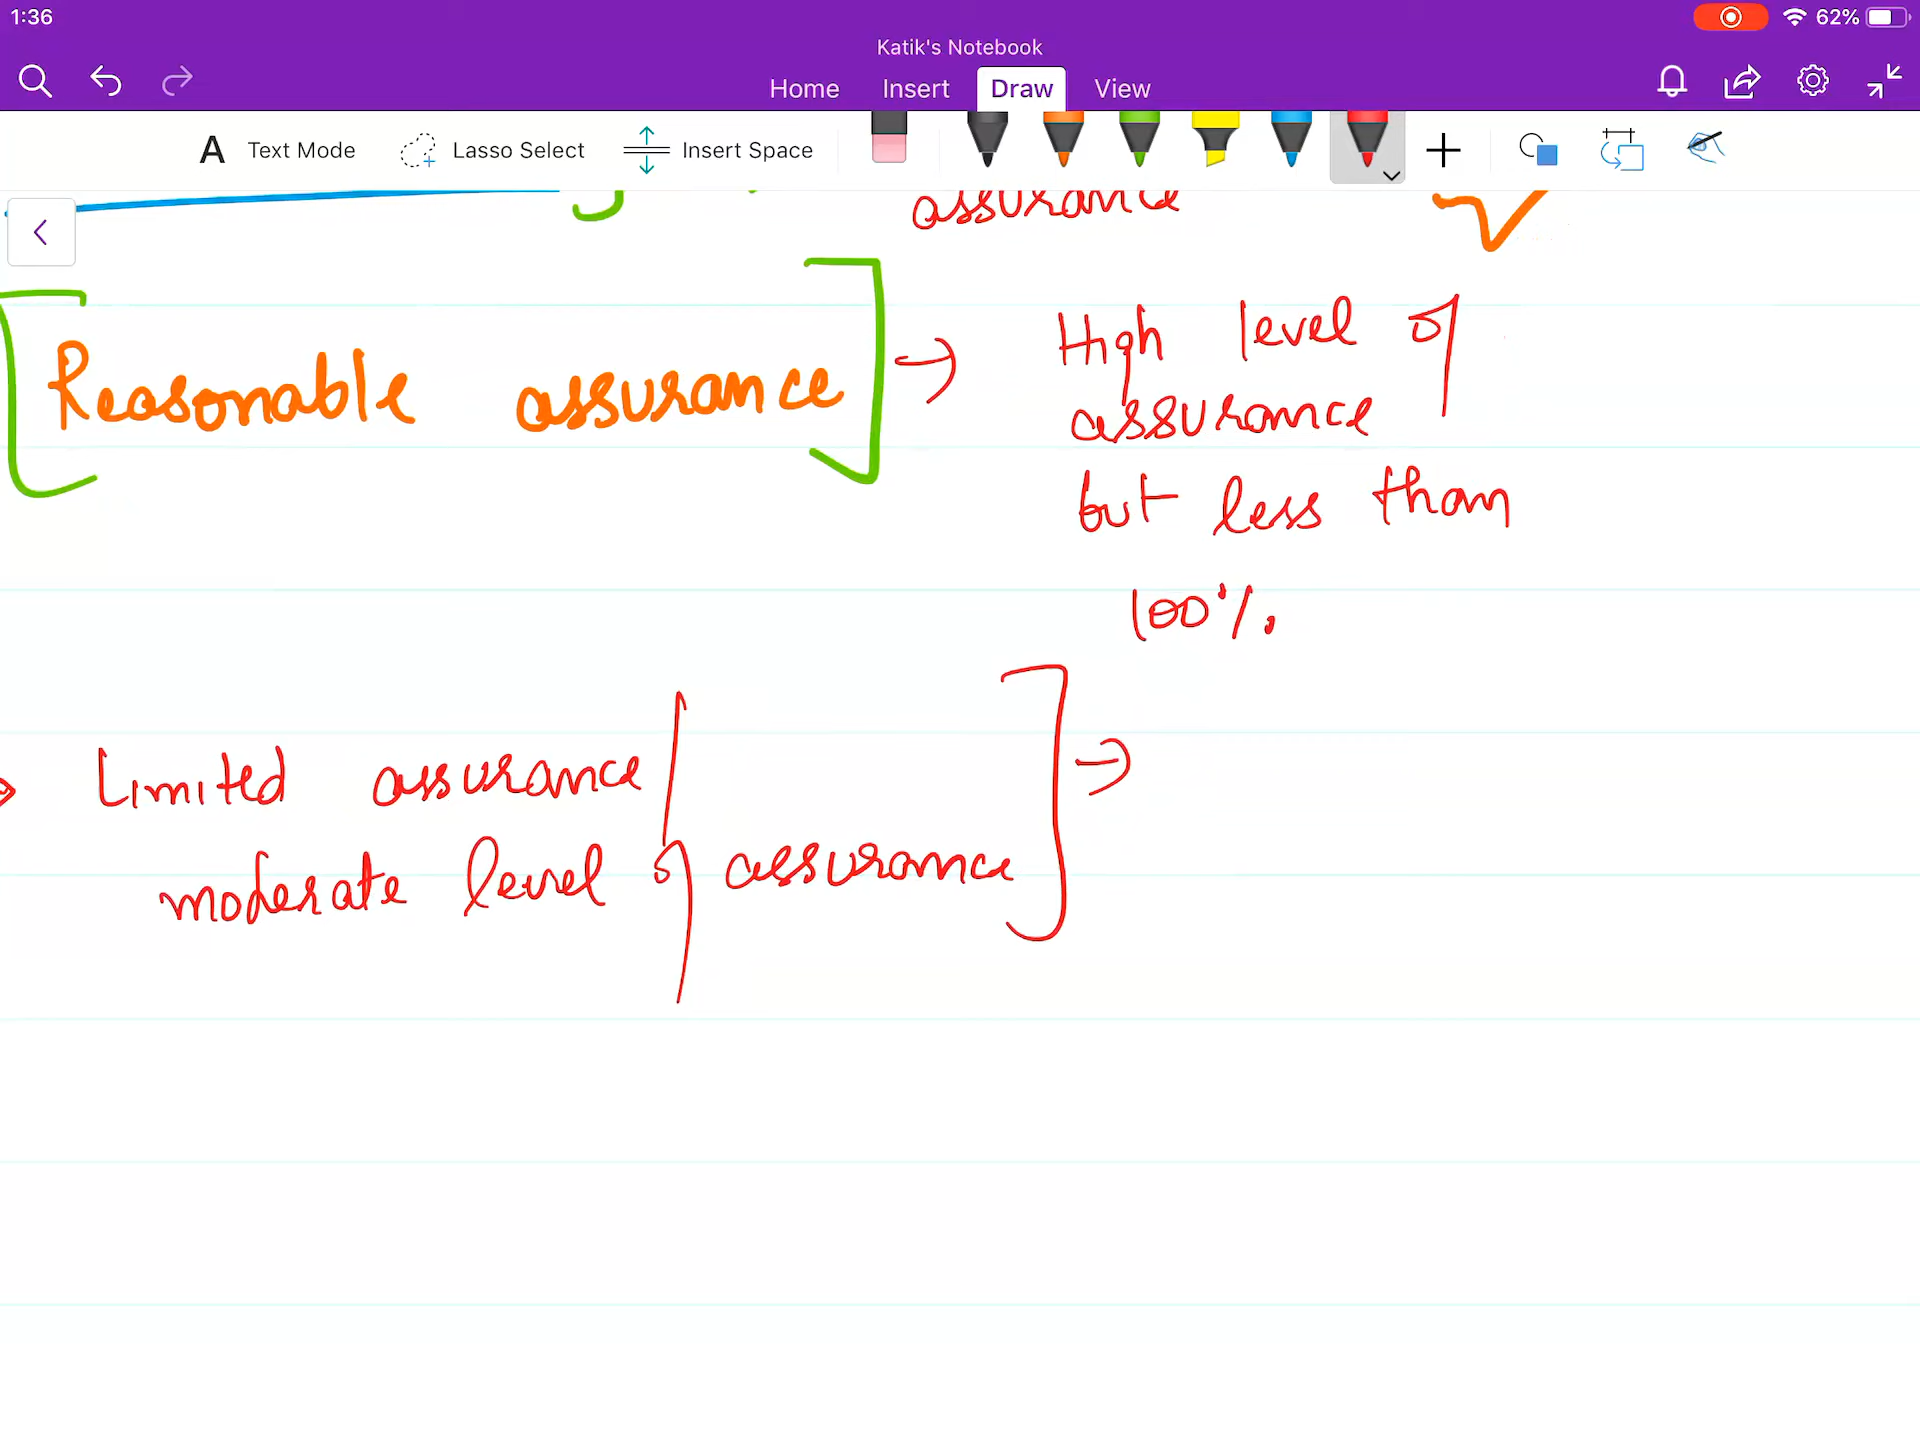 1:36
62%
Katik's Notebook
Home Insert Draw View
A Text Mode Lasso Select Insert Space
assurance
Reasonable assurance → High level of
assurance
but less than
100%.
Limited assurance / →
moderate level of assurance